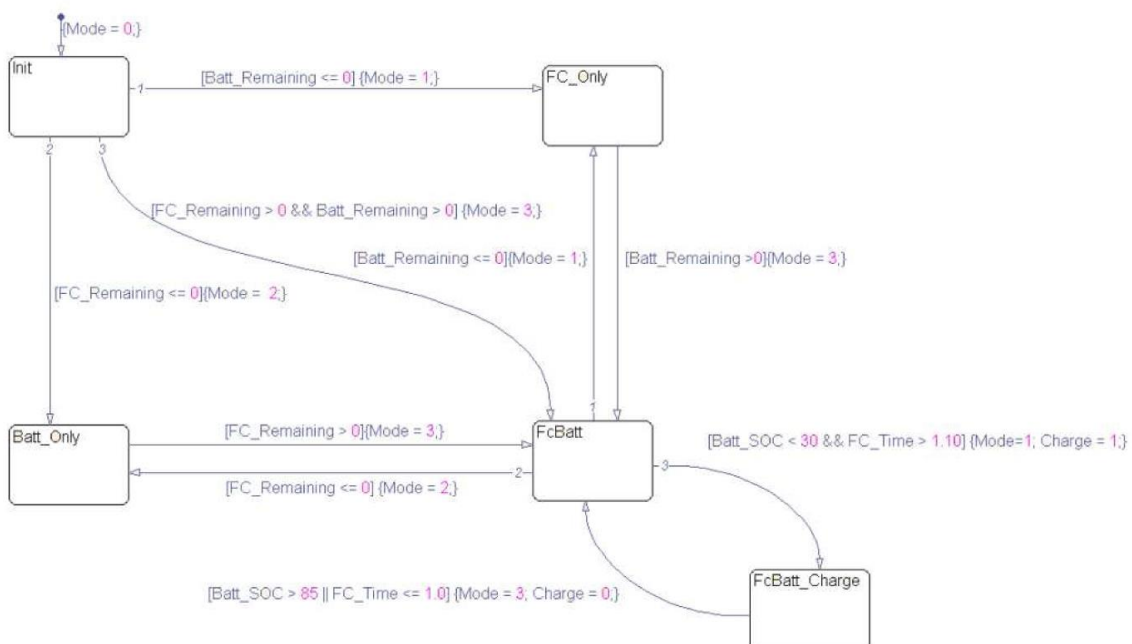 {Mode = 0;}
Init
1
[Batt_Remaining <= 0] {Mode = 1;}
FC_Only
2
3
[FC_Remaining > 0 && Batt_Remaining > 0] {Mode = 3;}
[Batt_Remaining <= 0]{Mode = 1;}
[Batt_Remaining >0]{Mode = 3;}
[FC_Remaining <= 0]{Mode = 2;}
1
Batt_Only
[FC_Remaining > 0]{Mode = 3;}
FcBatt
[Batt_SOC < 30 && FC_Time > 1.10] {Mode=1; Charge = 1;}
2
3
[FC_Remaining <= 0] {Mode = 2;}
FcBatt_Charge
[Batt_SOC > 85 || FC_Time <= 1.0] {Mode = 3; Charge = 0;}